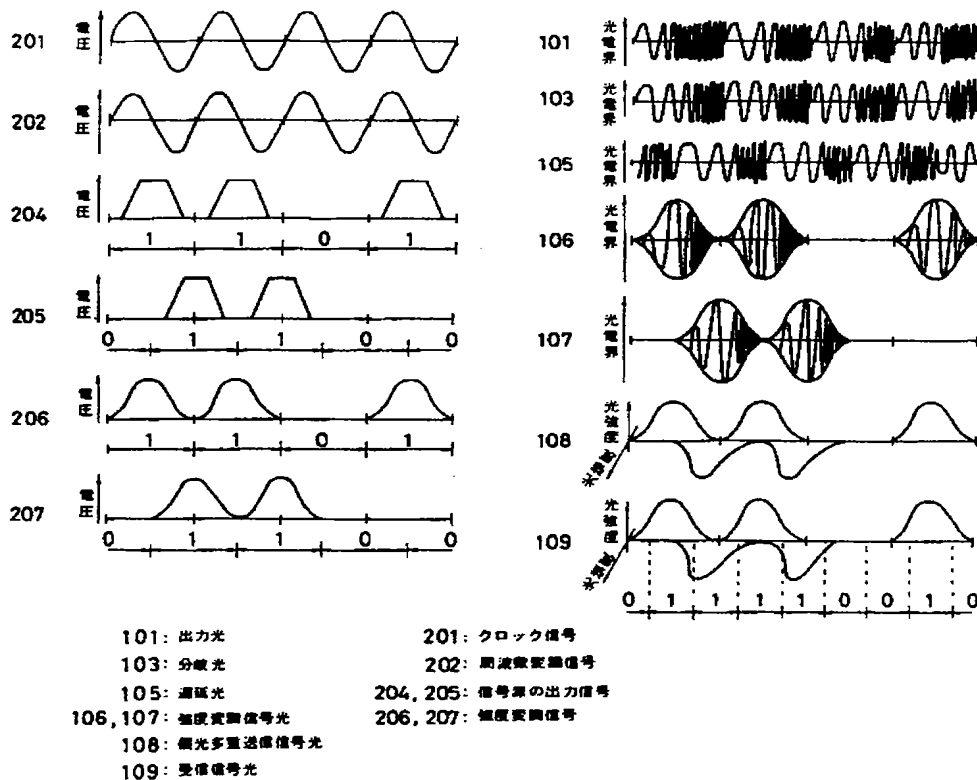 201 電圧
202 電圧
204 電圧
1 1 0 1
205 電圧
0 1 1 0 0
206 電圧
1 1 0 1
207 電圧
0 1 1 0 0
101 光電界
103 光電界
105 光電界
106 光電界
107 光電界
108 光強度
光強度
109 光強度
光強度
0 1 1 1 1 0 0 1 0
101: 出力光
103: 分岐光
105: 遅延光
106,107: 強度変調信号光
108: 偏光多重送信信号光
109: 受信信号光
201: クロック信号
202: 周波数変調信号
204,205: 信号源の出力信号
206,207: 強度変調信号